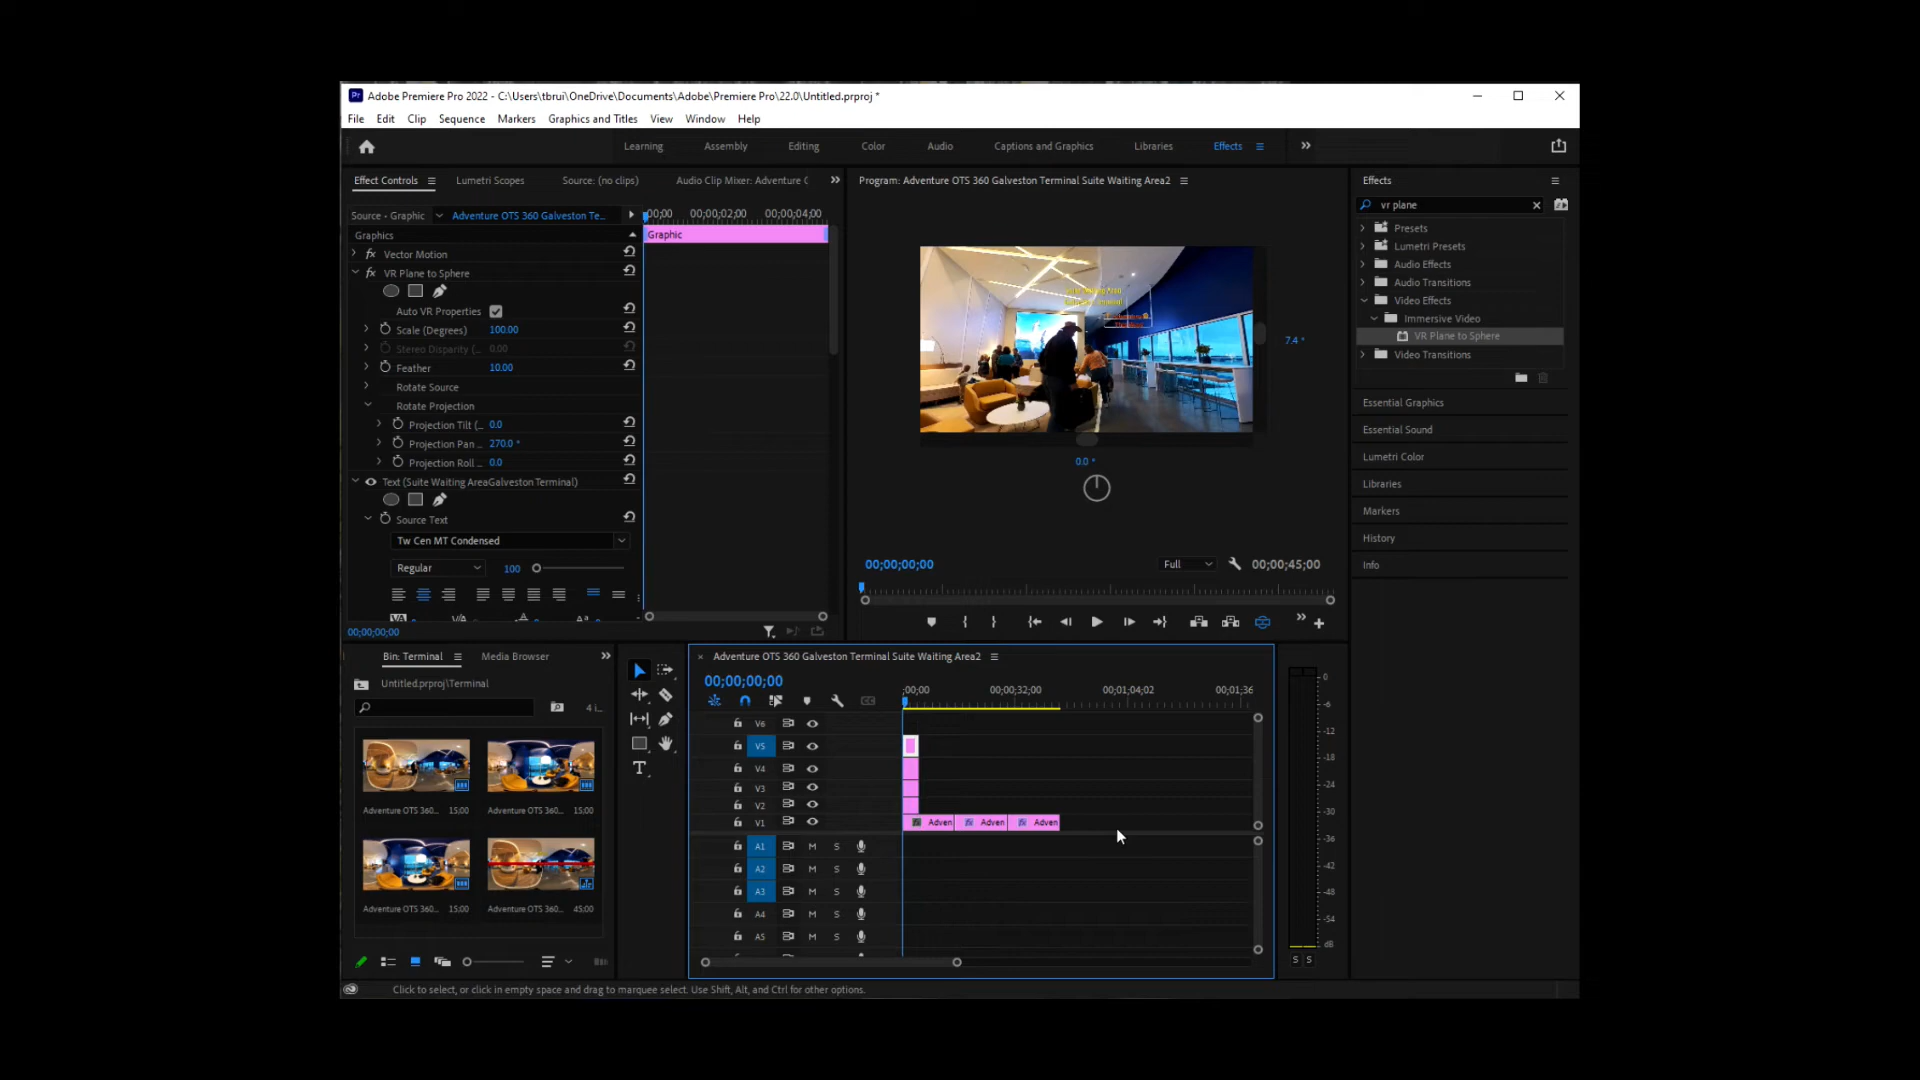 Adobe Premiere Pro 2022 - C:\Users\tbrui\OneDrive\Documents\Adobe\Premiere Pro\22.0\Untitled.prproj *
File Edit Clip Sequence Markers Graphics and Titles View Window Help
Learning Assembly Editing Color Audio Captions and Graphics Libraries Effects
Effect Controls Lumetri Scopes Source: (no clips) Audio Clip Mixer: Adventure
Program: Adventure OTS 360 Galveston Terminal Suite Waiting Area2
Effects
Source - Graphic Adventure OTS 360 Galveston Te...
00;00 00;00;02;00 00;00;04;00
vr plane
Graphics
Graphic
Presets
Vector Motion
Lumetri Presets
VR Plane to Sphere
Audio Effects
Audio Transitions
Video Effects
Auto VR Properties
Immersive Video
Scale (Degrees) 100.00
VR Plane to Sphere
7.4 °
Stereo Disparity (... 0.00
Video Transitions
Feather 10.00
Rotate Source
Rotate Projection
Essential Graphics
Projection Tilt (... 0.0
Essential Sound
Projection Pan ... 270.0 °
Lumetri Color
Projection Roll ... 0.0
0.0 °
Text (Suite Waiting AreaGalveston Terminal)
Libraries
Markers
Source Text
Tw Cen MT Condensed
History
Regular 100
00;00;00;00 Full 00;00;45;00
Info
00;00;00;00
Bin: Terminal Media Browser
Adventure OTS 360 Galveston Terminal Suite Waiting Area2
Untitled.prproj\Terminal
00;00;00;00
;00;00 00;00;32;00 00;01;04;02 00;01;36
4 i...
V6
V5
V4
V3
V2
V1 Adven Adven Adven
Adventure OTS 360... 15;00 Adventure OTS 360... 15;00
A1 M S
A2 M S
A3 M S
A4 M S
A5 M S
Adventure OTS 360... 15;00 Adventure OTS 360... 45;00
0
-6
-12
-18
-24
-30
-36
-42
-48
-54
dB
S S
Click to select, or click in empty space and drag to marquee select. Use Shift, Alt, and Ctrl for other options.